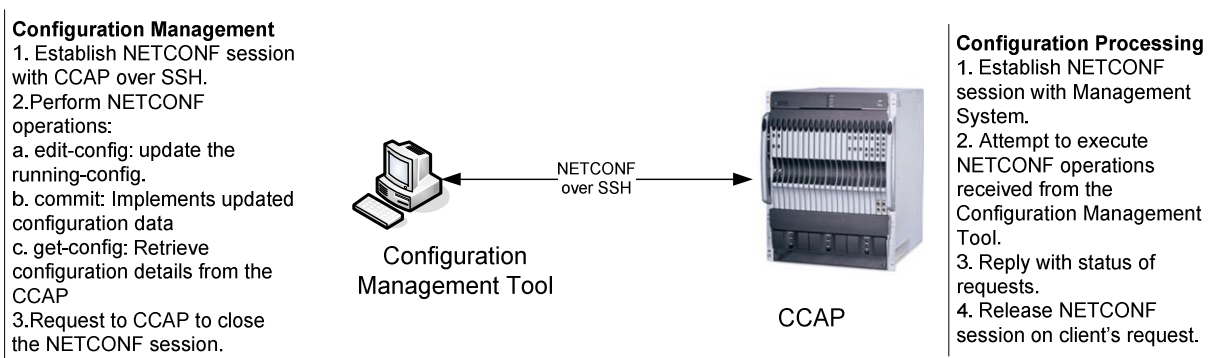 Configuration Management
1. Establish NETCONF session
with CCAP over SSH.
2.Perform NETCONF
operations:
a. edit-config: update the
running-config.
b. commit: Implements updated
configuration data
c. get-config: Retrieve
configuration details from the
CCAP
3.Request to CCAP to close
the NETCONF session.
NETCONF
over SSH
Configuration
Management Tool
CCAP
Configuration Processing
1. Establish NETCONF
session with Management
System.
2. Attempt to execute
NETCONF operations
received from the
Configuration Management
Tool.
3. Reply with status of
requests.
4. Release NETCONF
session on client's request.